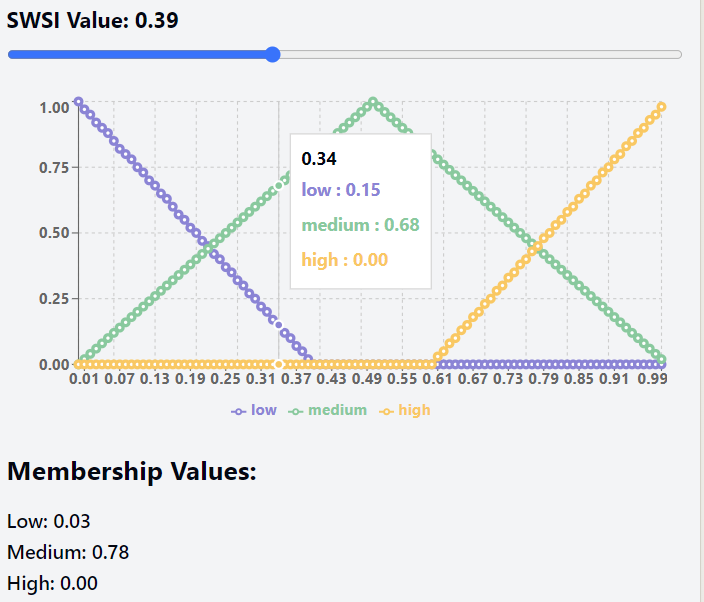 SWSI Value: 0.39
1.00
0.75
0.50
0.25
0.00
0.34
low : 0.15
medium : 0.68
high : 0.00
0.01 0.07 0.13 0.19 0.25 0.31 0.37 0.43 0.49 0.55 0.61 0.67 0.73 0.79 0.85 0.91 0.99
low medium high
Membership Values:
Low: 0.03
Medium: 0.78
High: 0.00